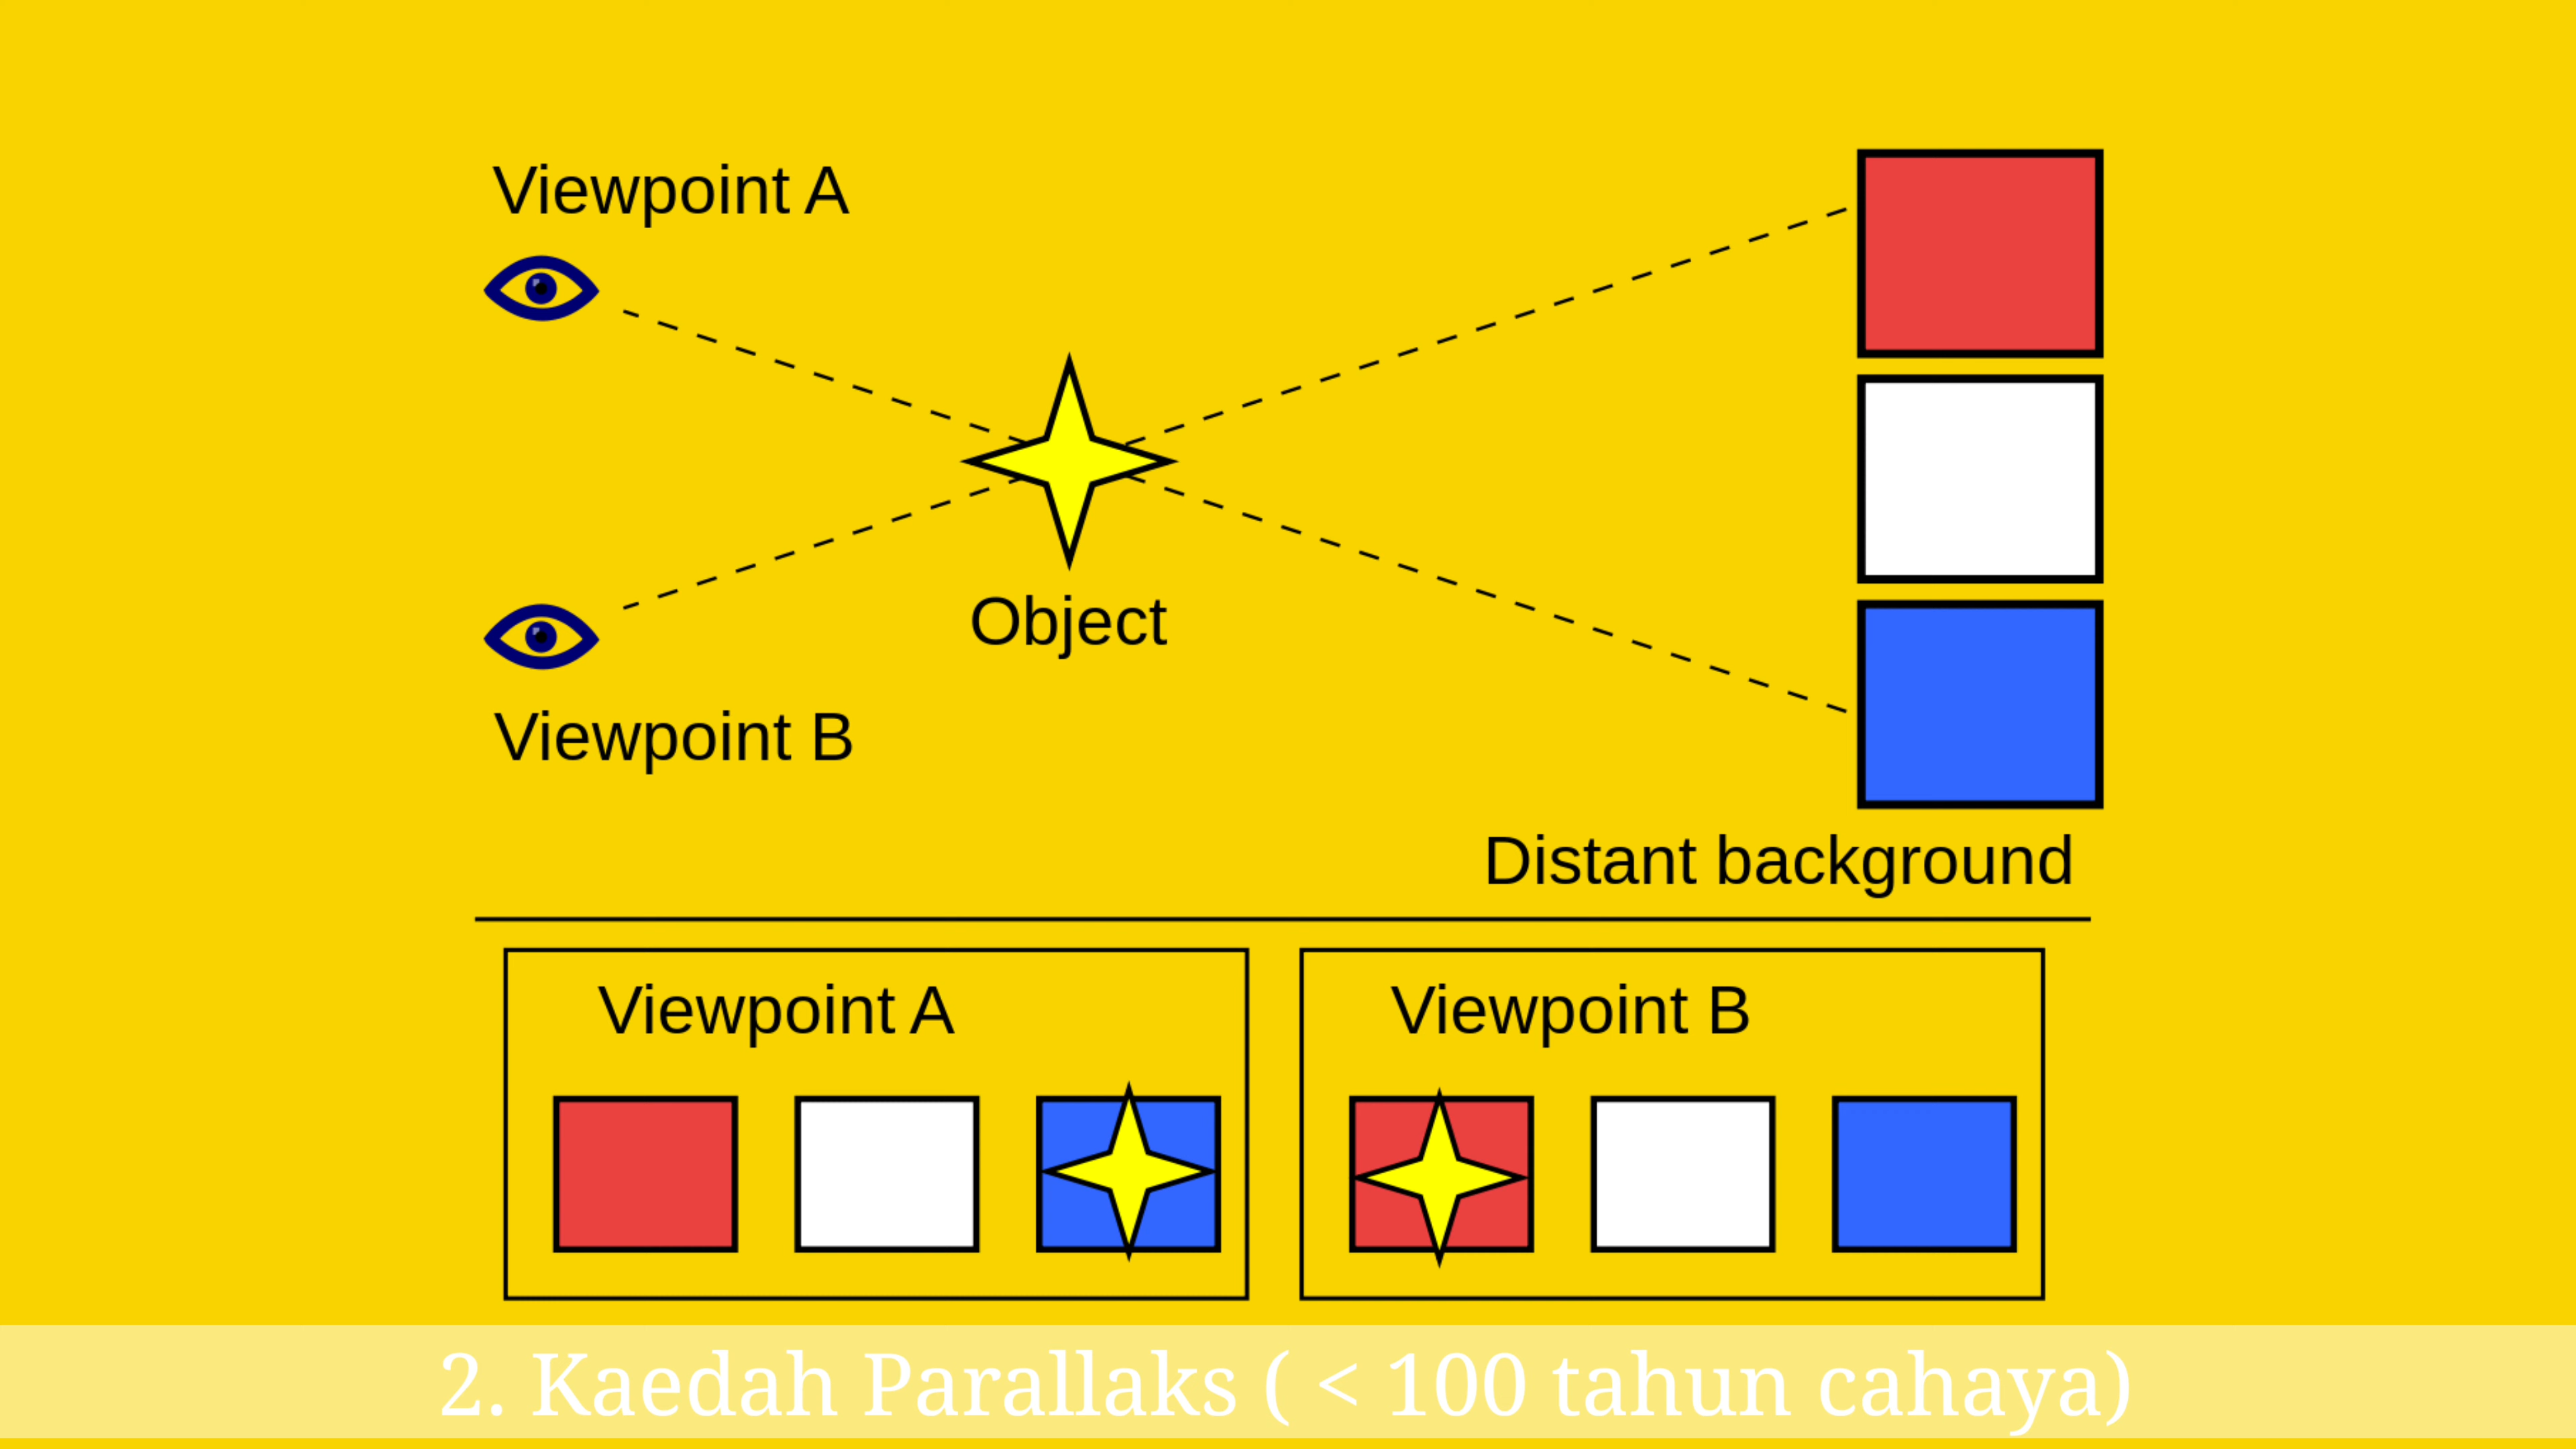 Viewpoint A
Object
Viewpoint B
Distant background
Viewpoint A
Viewpoint B
2. Kaedah Parallaks ( < 100 tahun cahaya)